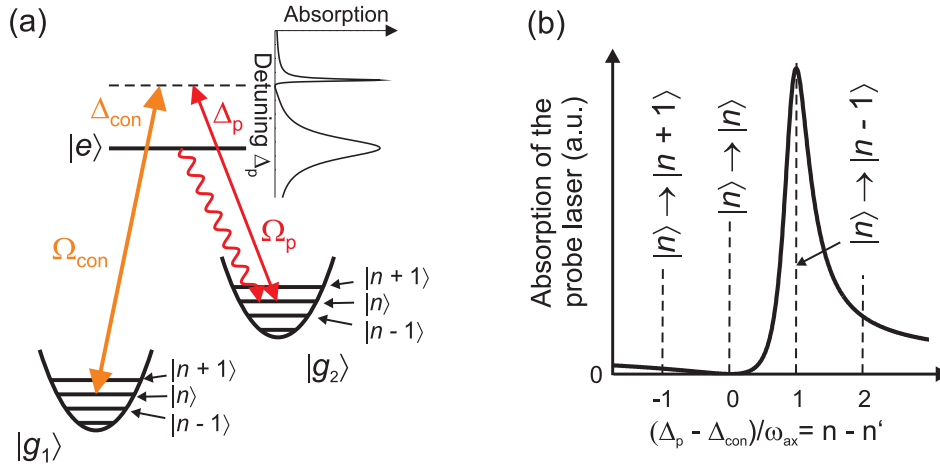 (a)
Absorption
Detuning Δp
Δcon
Δp
|e⟩
Ωcon
Ωp
|n + 1⟩
|n⟩
|n - 1⟩
|g2⟩
|n + 1⟩
|n⟩
|n - 1⟩
|g1⟩
(b)
Absorption of the
probe laser (a.u.)
|n⟩→|n + 1⟩
|n⟩→|n⟩
|n⟩→|n - 1⟩
0
-1 0 1 2
(Δp - Δcon)/ωax= n - n‘